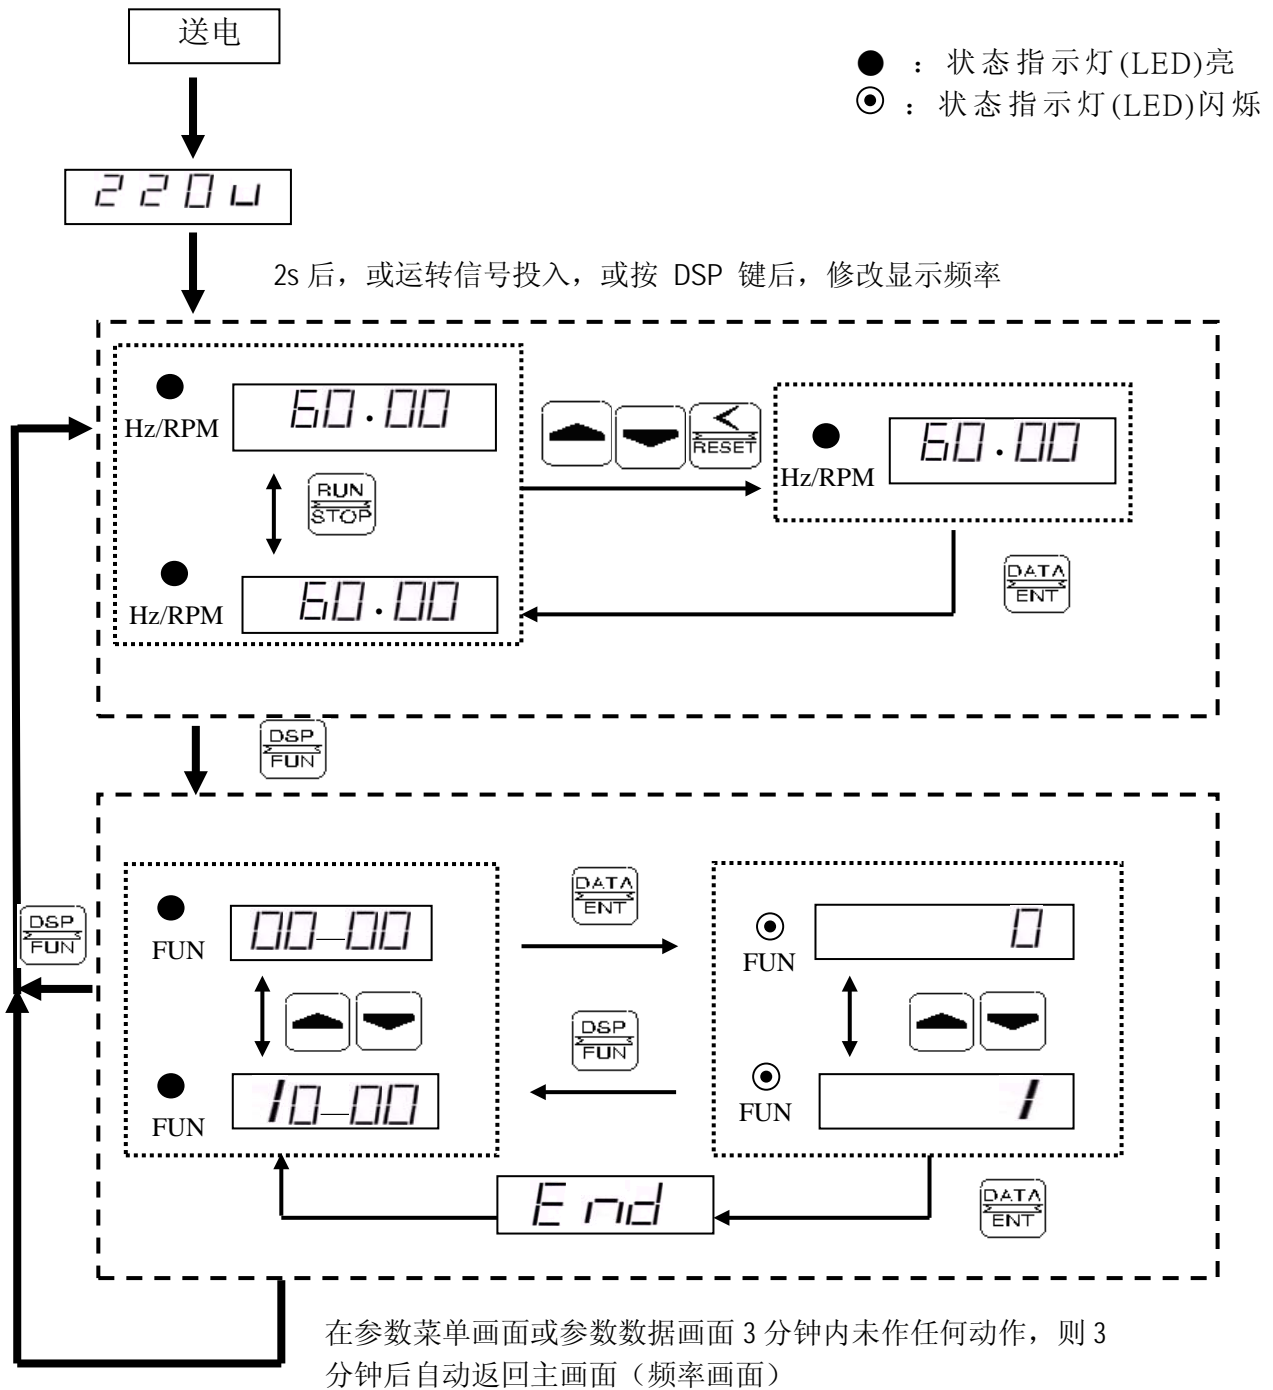 送电
● ：状态指示灯(LED)亮
⦿ ：状态指示灯(LED)闪烁
220v
2s 后，或运转信号投入，或按 DSP 键后，修改显示频率
60.00
Hz/RPM
<
RESET
60.00
Hz/RPM
RUN
STOP
60.00
Hz/RPM
DATA
ENT
DSP
FUN
DATA
ENT
00—00
FUN
0
FUN
DSP
FUN
DSP
FUN
10—00
FUN
1
FUN
End
DATA
ENT
在参数菜单画面或参数数据画面 3 分钟内未作任何动作，则 3
分钟后自动返回主画面（频率画面）